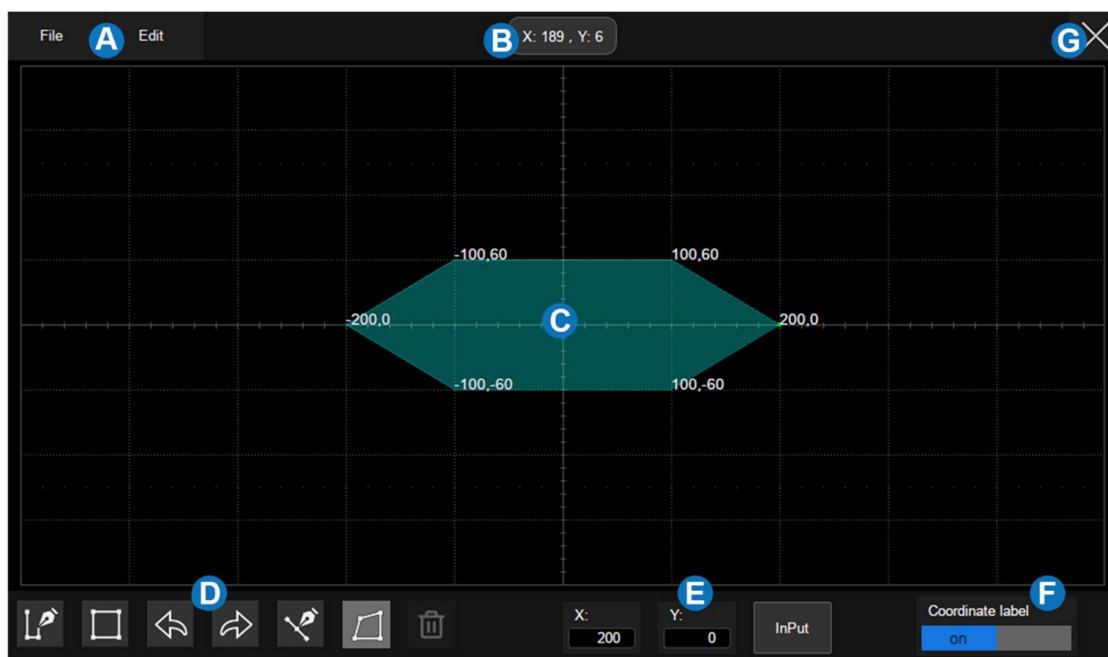 File A Edit
B X: 189 , Y: 6
G
-100,60 100,60
-200,0 C 200,0
-100,-60 100,-60
D E F
X: Y: Coordinate label
200 0 InPut
on